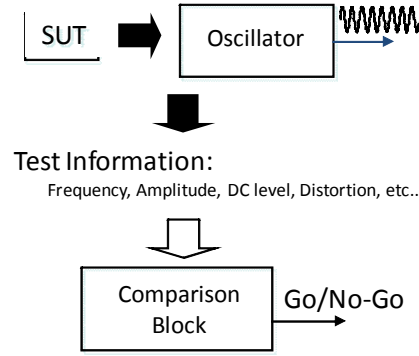 SUT
Oscillator
Test Information:
Frequency, Amplitude, DC level, Distortion, etc..
Comparison
Block
Go/No-Go